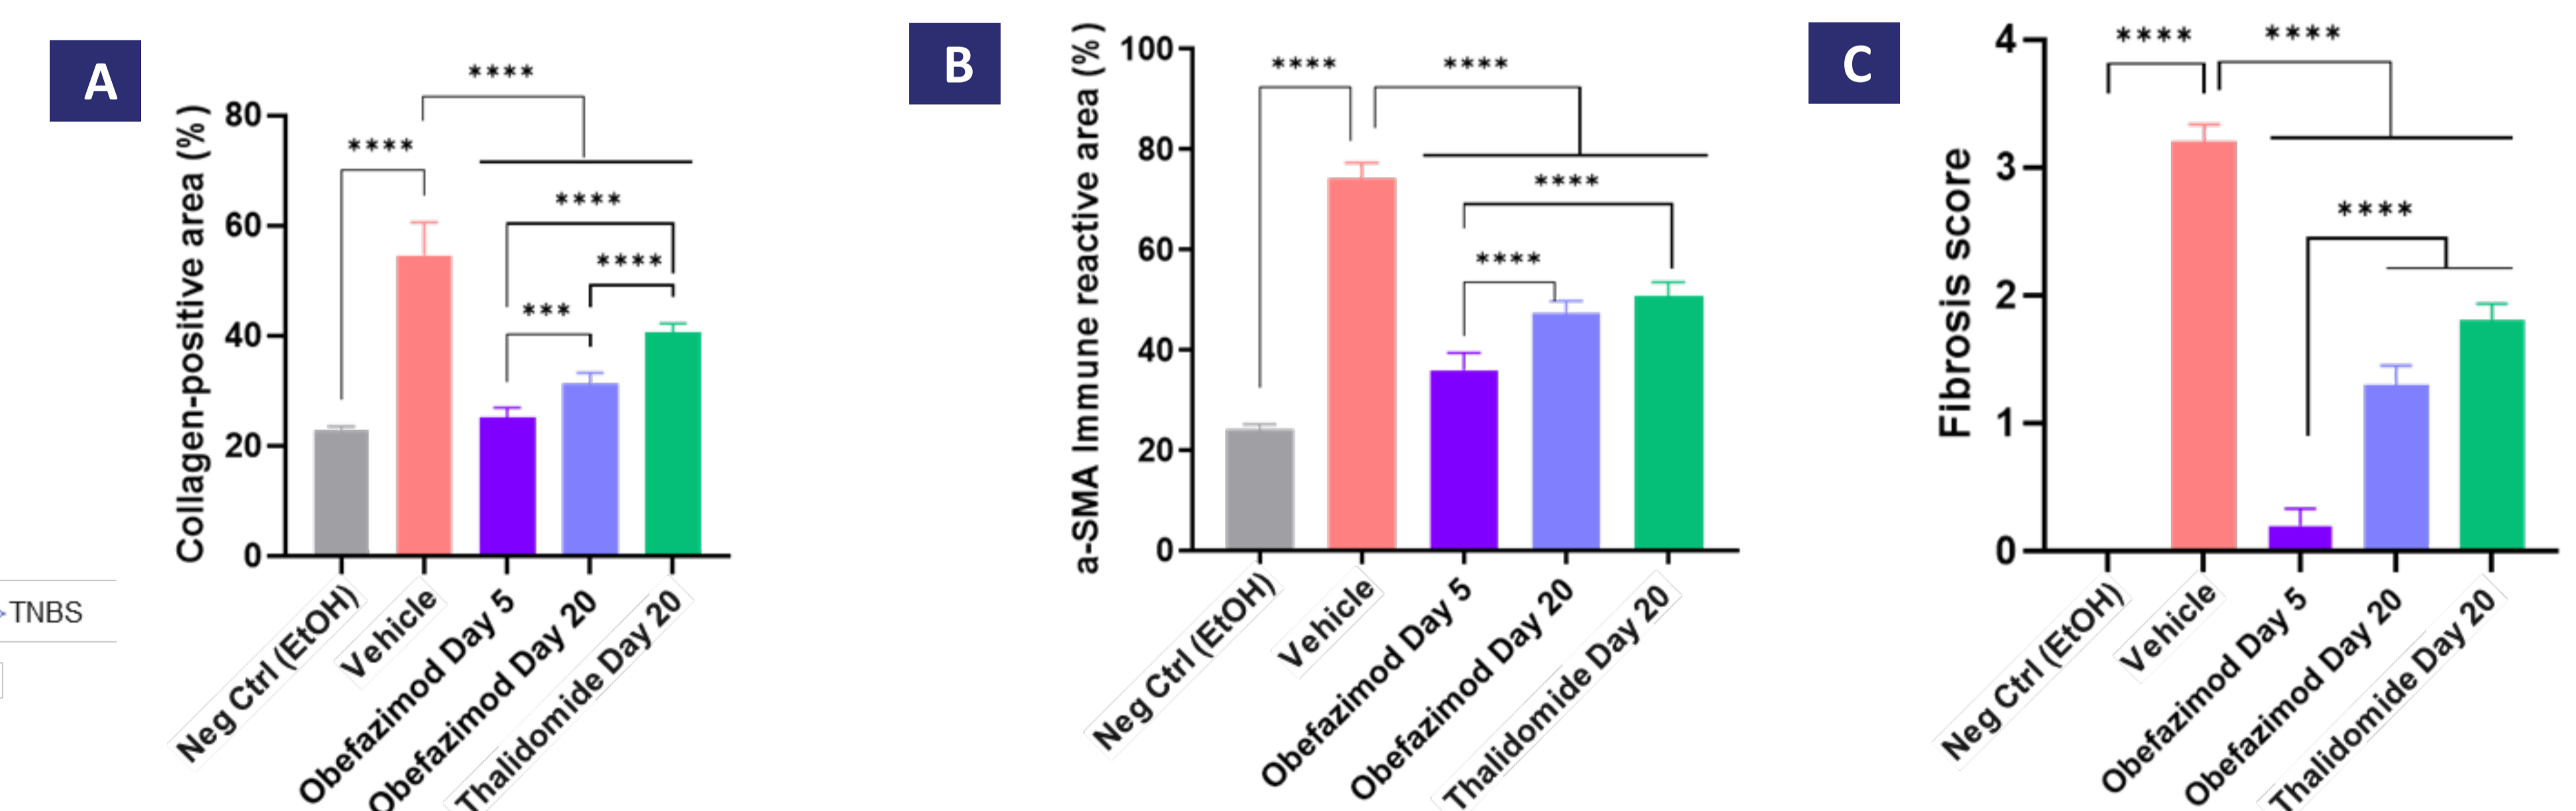 A
Collagen-positive area (%)
80
60
40
20
0
****
****
****
****
***
Neg Ctrl (EtOH)
Vehicle
Obefazimod Day 5
Obefazimod Day 20
Thalidomide Day 20
TNBS
B
a-SMA Immune reactive area (%)
100
80
60
40
20
0
****
****
****
****
Neg Ctrl (EtOH)
Vehicle
Obefazimod Day 5
Obefazimod Day 20
Thalidomide Day 20
C
Fibrosis score
4
3
2
1
0
****
****
****
Neg Ctrl (EtOH)
Vehicle
Obefazimod Day 5
Obefazimod Day 20
Thalidomide Day 20